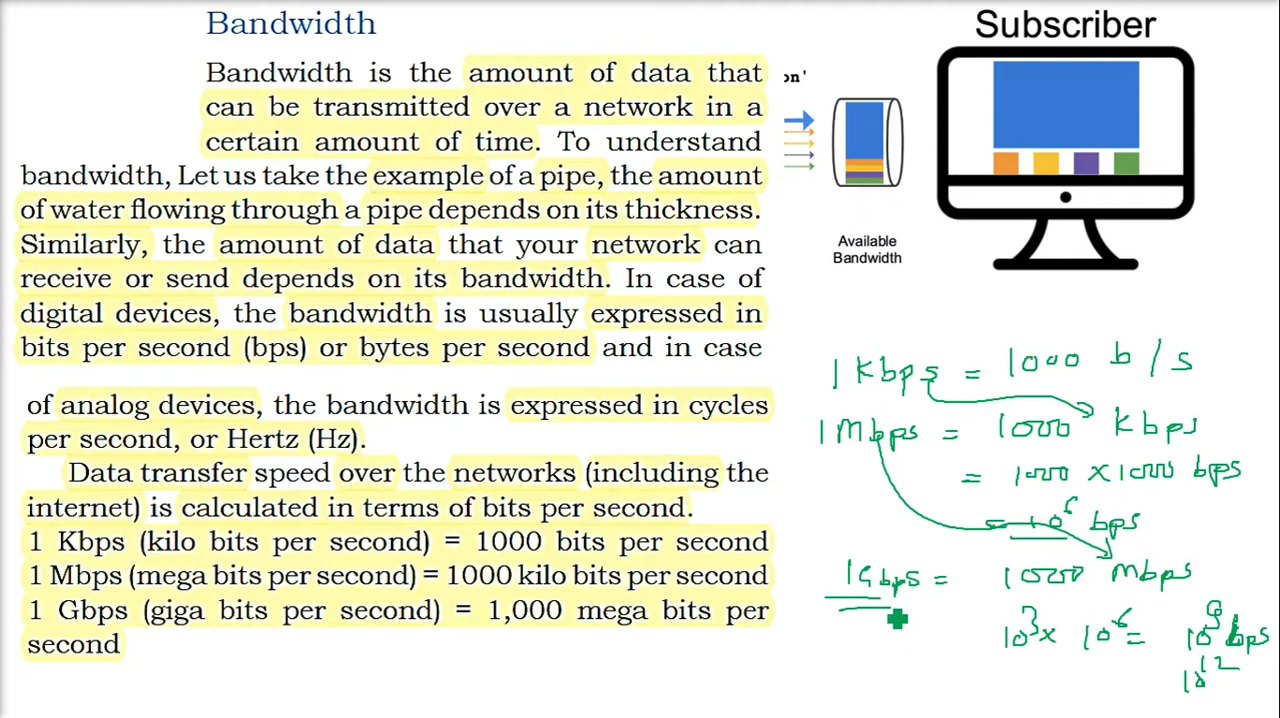 Bandwidth
Bandwidth is the amount of data that
can be transmitted over a network in a
certain amount of time. To understand
bandwidth, Let us take the example of a pipe, the amount
of water flowing through a pipe depends on its thickness.
Similarly, the amount of data that your network can
receive or send depends on its bandwidth. In case of
digital devices, the bandwidth is usually expressed in
bits per second (bps) or bytes per second and in case
of analog devices, the bandwidth is expressed in cycles
per second, or Hertz (Hz).
Data transfer speed over the networks (including the
internet) is calculated in terms of bits per second.
1 Kbps (kilo bits per second) = 1000 bits per second
1 Mbps (mega bits per second) = 1000 kilo bits per second
1 Gbps (giga bits per second) = 1,000 mega bits per
second
Subscriber
on'
Available
Bandwidth
1 Kbps = 1000 b/s
1 Mbps = 1000 Kbps
= 1000 × 1000 bps
= 10⁶ bps
1Gbps = 1000 Mbps
10³ × 10⁶ = 10⁹ bps
10¹²